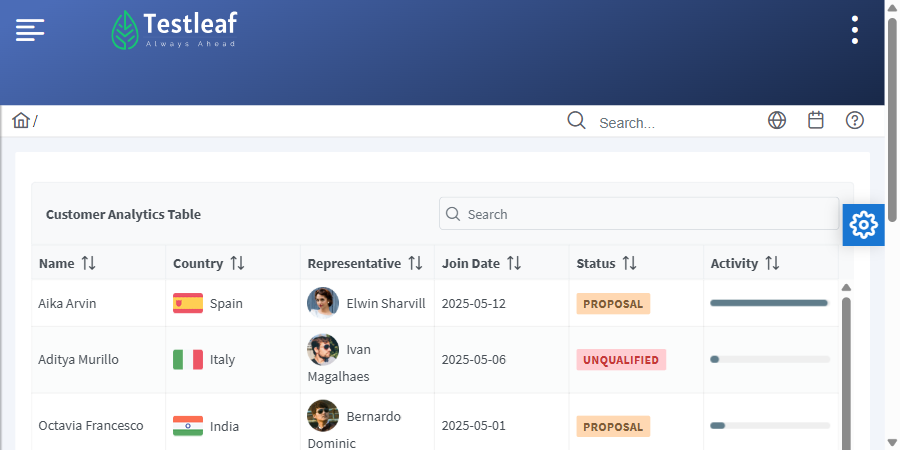 Testleaf
Always Ahead
/
Search...
Customer Analytics Table
Search
Name Country Representative Join Date Status Activity
Aika Arvin Spain Elwin Sharvill 2025-05-12 PROPOSAL
Aditya Murillo Italy Ivan Magalhaes 2025-05-06 UNQUALIFIED
Octavia Francesco India Bernardo Dominic 2025-05-01 PROPOSAL